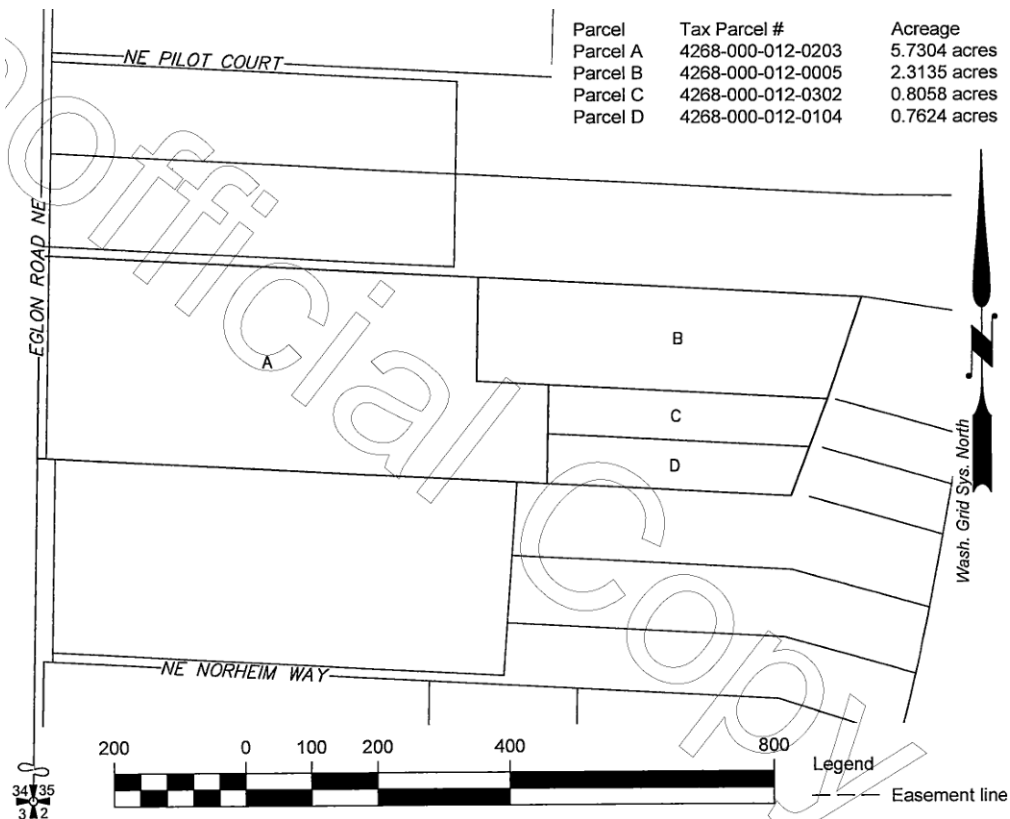 Parcel Tax Parcel # Acreage
Parcel A 4268-000-012-0203 5.7304 acres
Parcel B 4268-000-012-0005 2.3135 acres
Parcel C 4268-000-012-0302 0.8058 acres
Parcel D 4268-000-012-0104 0.7624 acres
NE PILOT COURT
EGLON ROAD NE
A
B
C
D
N
Wash. Grid Sys. North
NE NORHEIM WAY
200 0 100 200 400 800
Legend
Easement line
34 35
3 2
official Copy